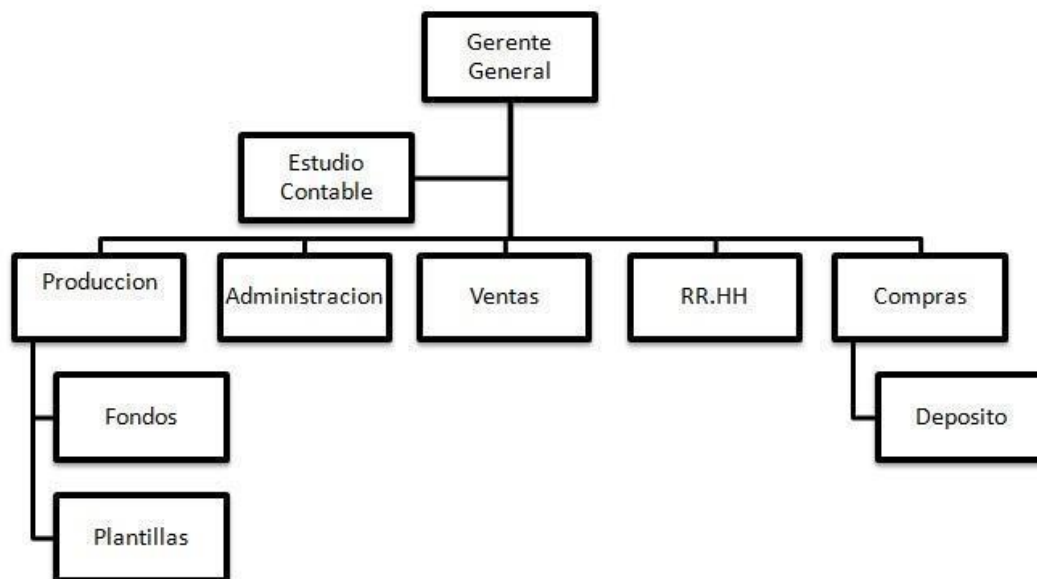 Gerente
General
Estudio
Contable
Produccion
Administracion
Ventas
RR.HH
Compras
Fondos
Deposito
Plantillas